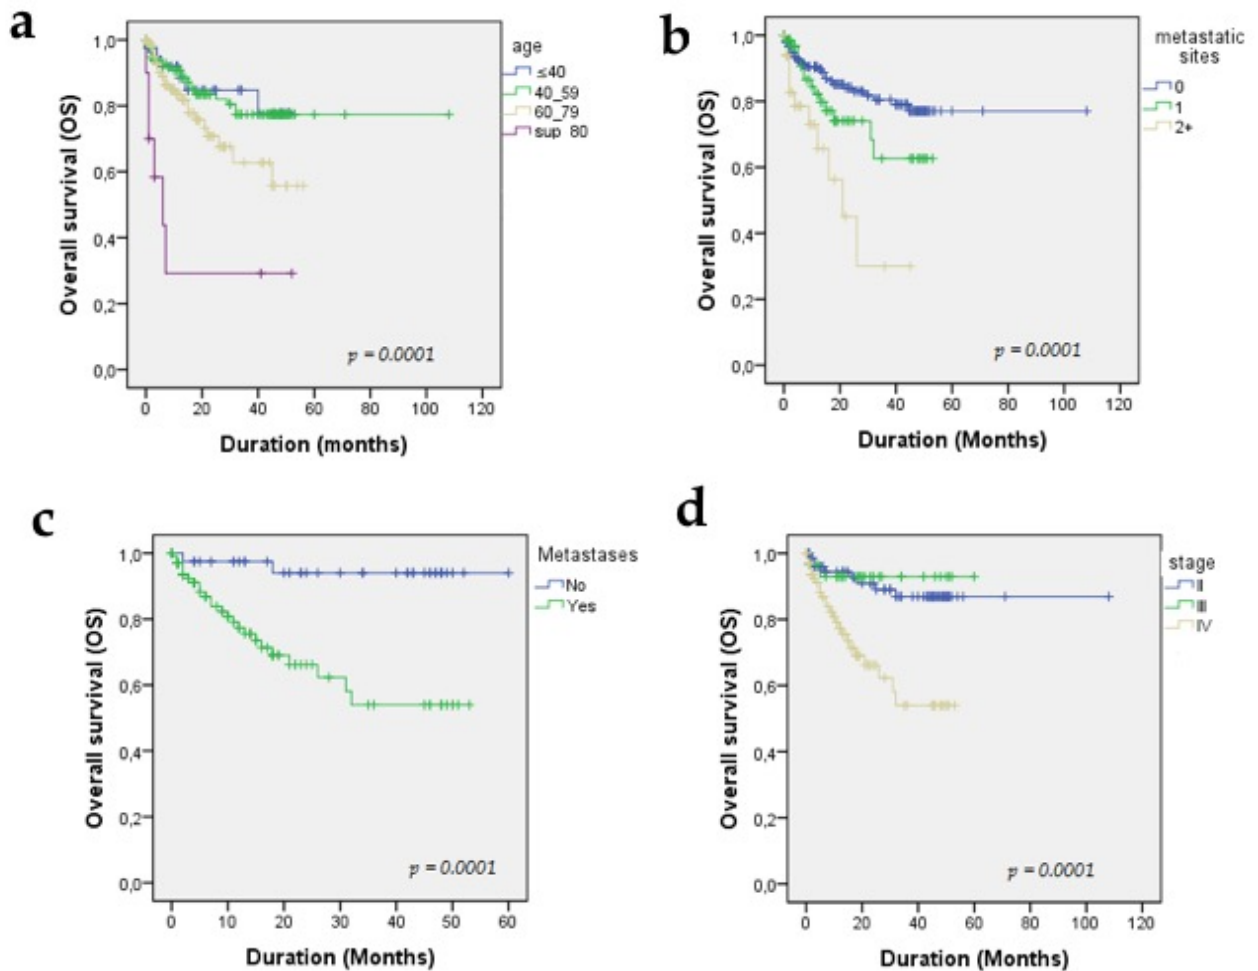 a
age
≤40
40_59
60_79
sup 80
1,0
0,8
0,6
0,4
0,2
0,0
Overall survival (OS)
p = 0.0001
0 20 40 60 80 100 120
Duration (months)
b
metastatic
sites
0
1
2+
1,0
0,8
0,6
0,4
0,2
0,0
Overall survival (OS)
p = 0.0001
0 20 40 60 80 100 120
Duration (Months)
c
Metastases
No
Yes
1,0
0,8
0,6
0,4
0,2
0,0
Overall survival (OS)
p = 0.0001
0 10 20 30 40 50 60
Duration (Months)
d
stage
II
III
IV
1,0
0,8
0,6
0,4
0,2
0,0
Overall survival (OS)
p = 0.0001
0 20 40 60 80 100 120
Duration (Months)